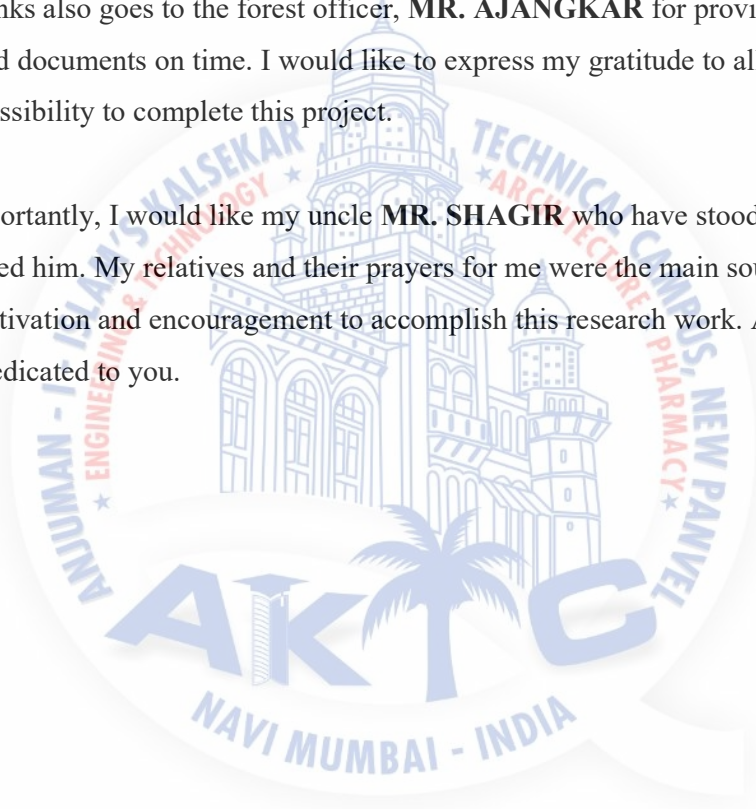 nks also goes to the forest officer, MR. AJANGKAR for provi
d documents on time. I would like to express my gratitude to al
ssibility to complete this project.
ortantly, I would like my uncle MR. SHAGIR who have stood
ed him. My relatives and their prayers for me were the main sou
tivation and encouragement to accomplish this research work. A
edicated to you.
ANJUMAN - I - ISLAM'S KALSEKAR TECHNICAL CAMPUS, NEW PANVEL
ENGINEERING & TECHNOLOGY ARCHITECTURE PHARMACY
AKTC
NAVI MUMBAI - INDIA